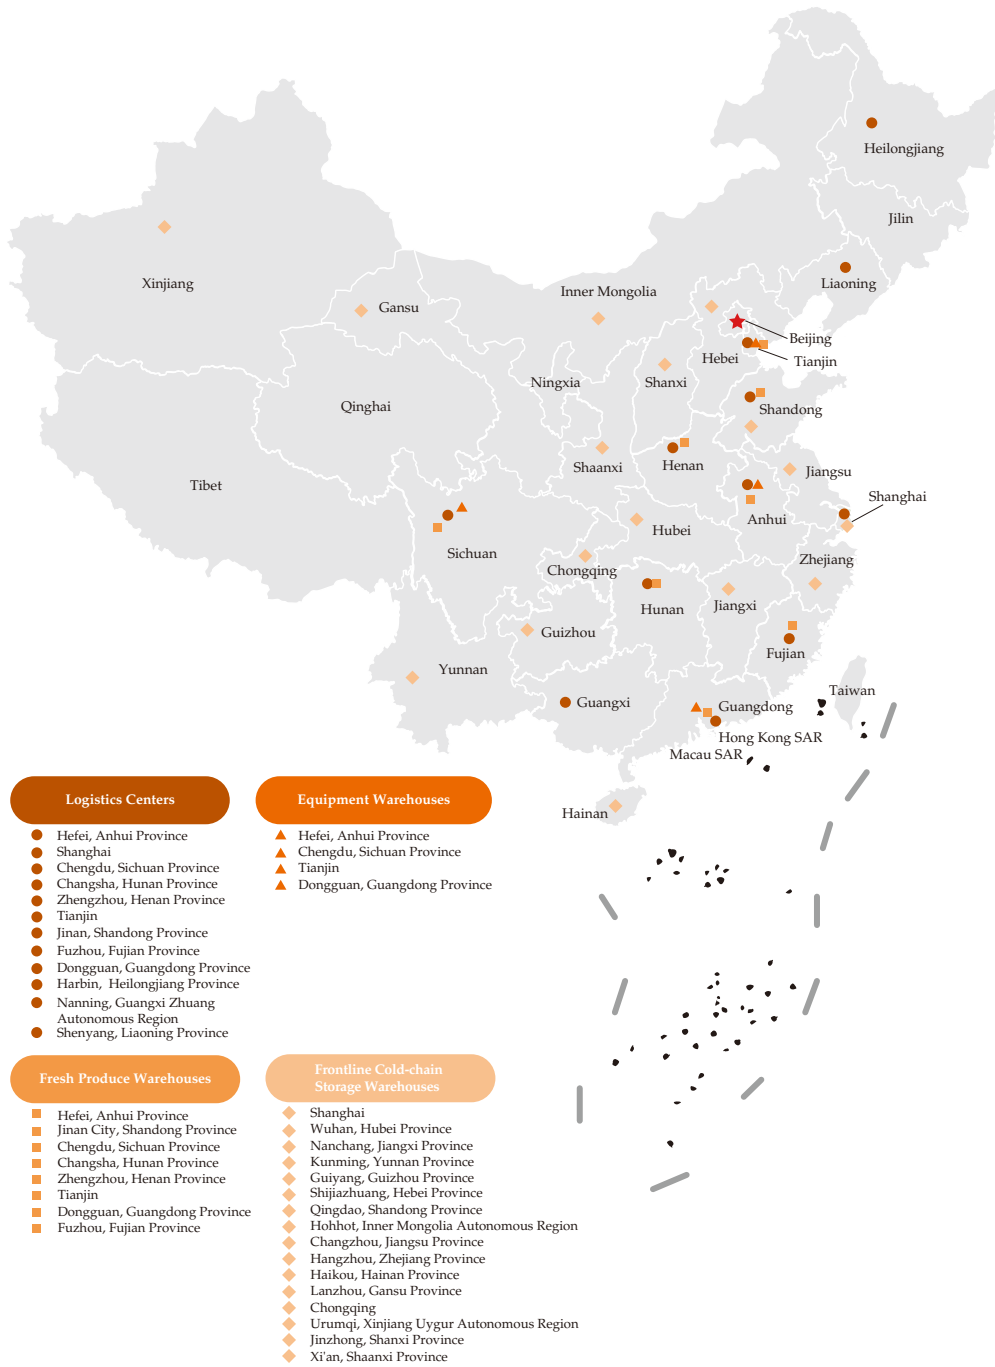 Heilongjiang
Jilin
Xinjiang
Liaoning
Inner Mongolia
Gansu
Beijing
Hebei
Tianjin
Ningxia
Shanxi
Qinghai
Shandong
Shaanxi
Henan
Jiangsu
Tibet
Shanghai
Anhui
Hubei
Sichuan
Zhejiang
Chongqing
Hunan
Jiangxi
Guizhou
Fujian
Yunnan
Taiwan
Guangxi
Guangdong
Hong Kong SAR
Macau SAR
Hainan
Logistics Centers
Hefei, Anhui Province
Shanghai
Chengdu, Sichuan Province
Changsha, Hunan Province
Zhengzhou, Henan Province
Tianjin
Jinan, Shandong Province
Fuzhou, Fujian Province
Dongguan, Guangdong Province
Harbin, Heilongjiang Province
Nanning, Guangxi Zhuang
Autonomous Region
Shenyang, Liaoning Province
Equipment Warehouses
Hefei, Anhui Province
Chengdu, Sichuan Province
Tianjin
Dongguan, Guangdong Province
Fresh Produce Warehouses
Hefei, Anhui Province
Jinan City, Shandong Province
Chengdu, Sichuan Province
Changsha, Hunan Province
Zhengzhou, Henan Province
Tianjin
Dongguan, Guangdong Province
Fuzhou, Fujian Province
Frontline Cold-chain
Storage Warehouses
Shanghai
Wuhan, Hubei Province
Nanchang, Jiangxi Province
Kunming, Yunnan Province
Guiyang, Guizhou Province
Shijiazhuang, Hebei Province
Qingdao, Shandong Province
Hohhot, Inner Mongolia Autonomous Region
Changzhou, Jiangsu Province
Hangzhou, Zhejiang Province
Haikou, Hainan Province
Lanzhou, Gansu Province
Chongqing
Urumqi, Xinjiang Uygur Autonomous Region
Jinzhong, Shanxi Province
Xi'an, Shaanxi Province